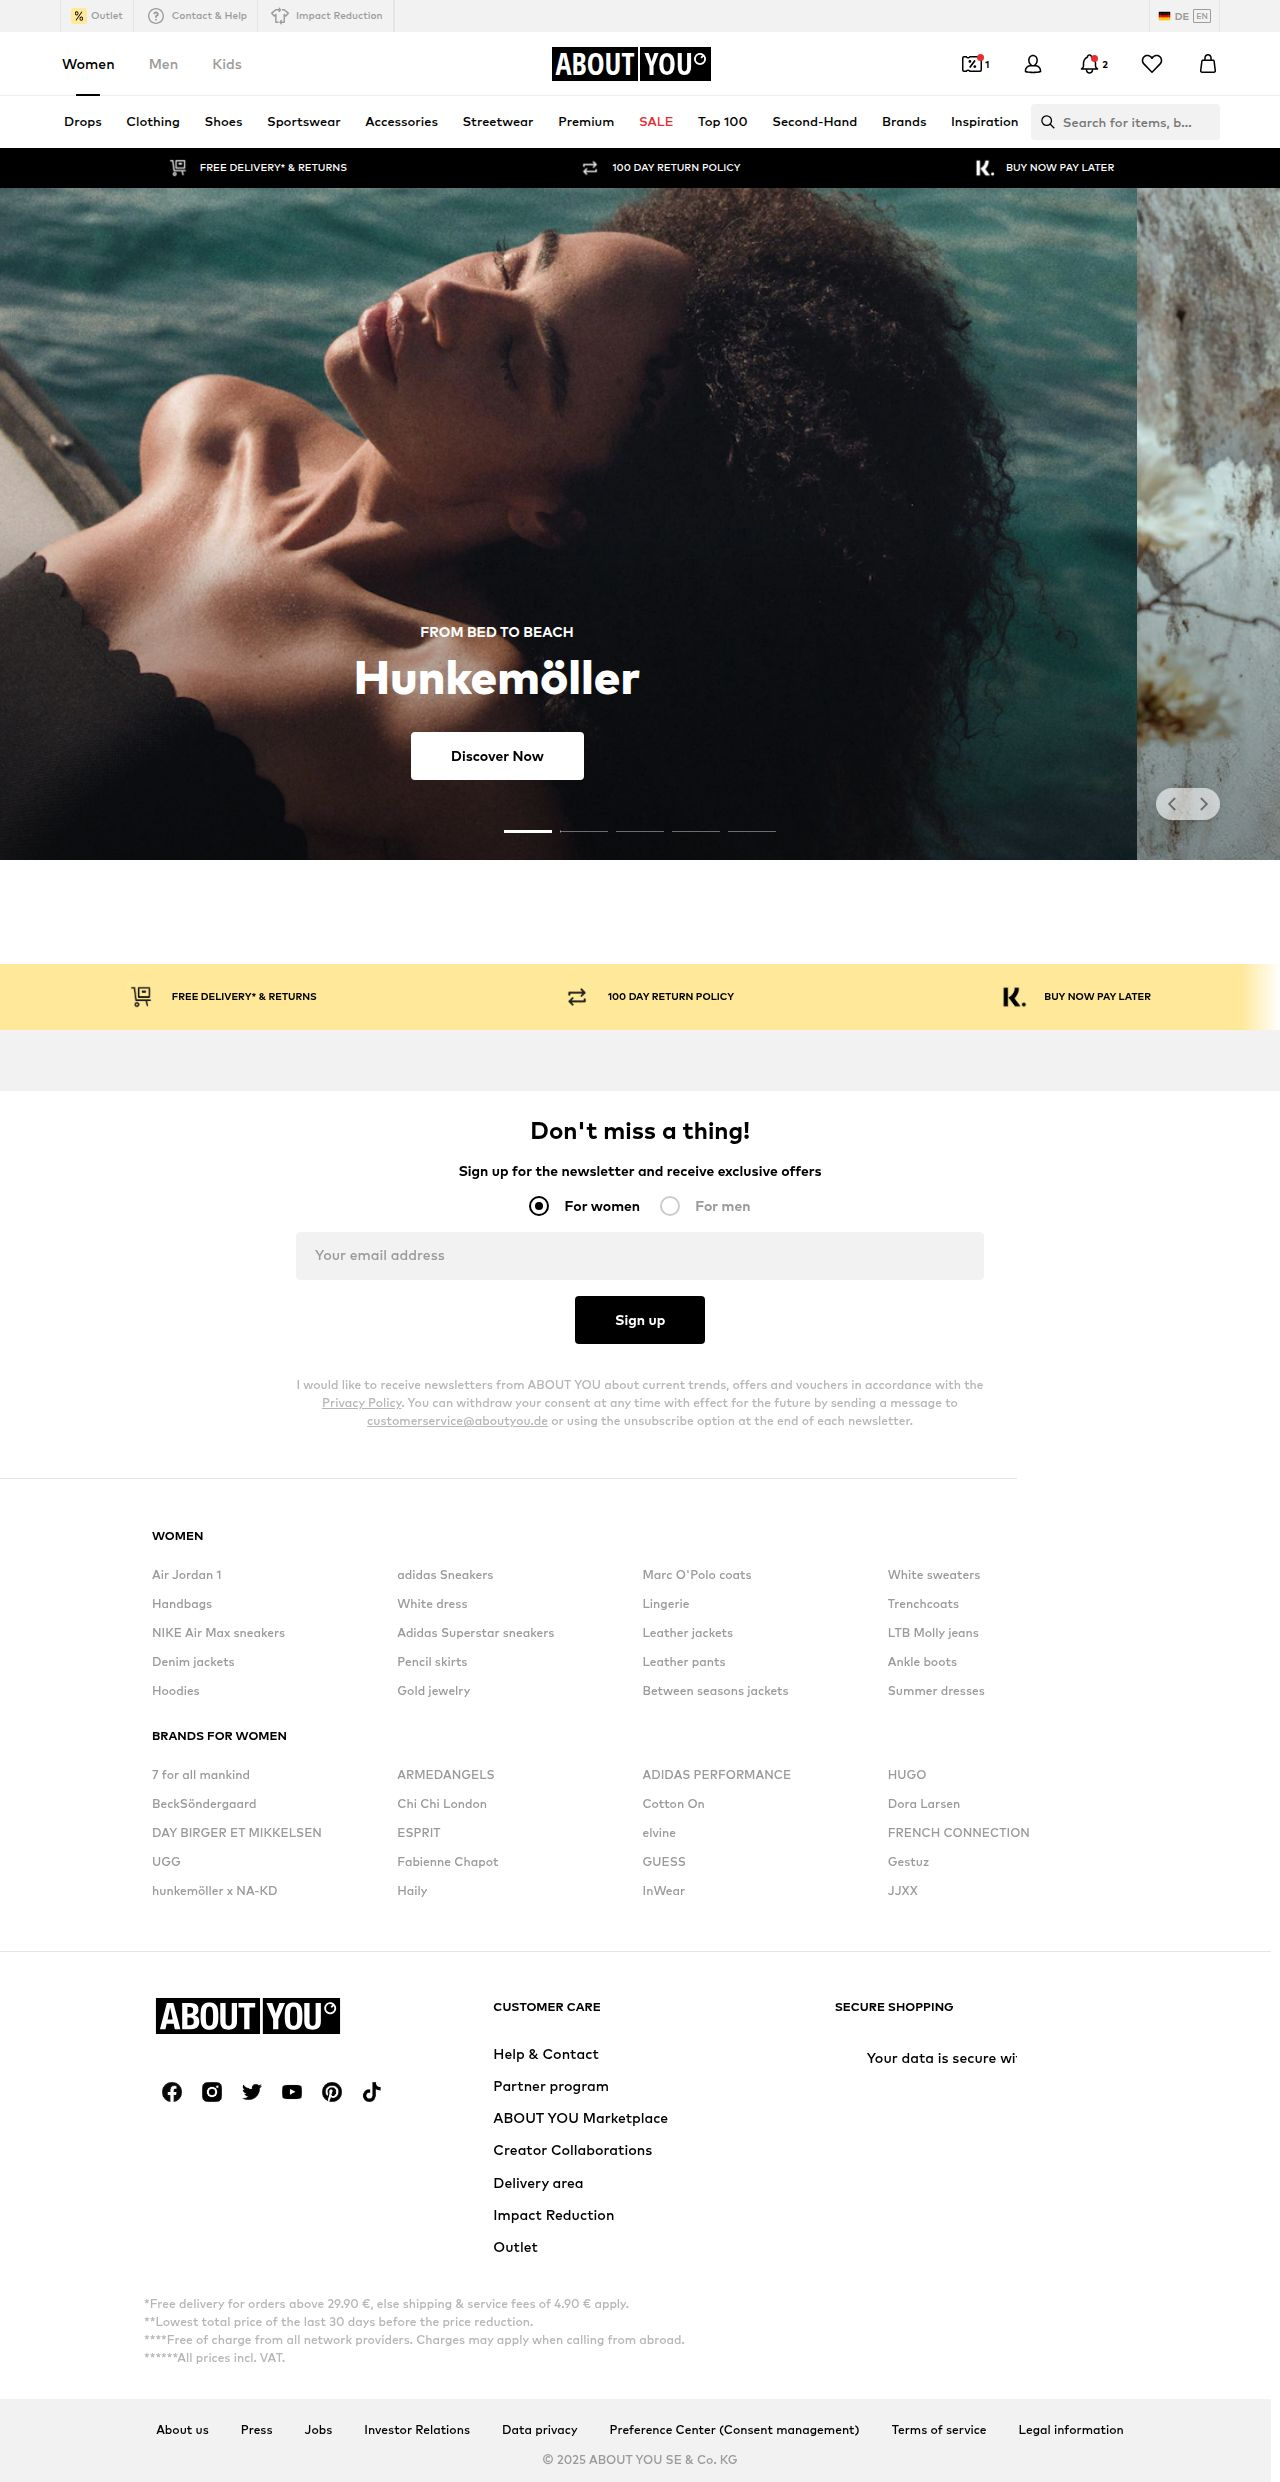 % Outlet
Contact & Help
Impact Reduction
DE EN
Women
Men
Kids
ABOUT YOU
1
2
Drops
Clothing
Shoes
Sportswear
Accessories
Streetwear
Premium
SALE
Top 100
Second-Hand
Brands
Inspiration
Search for items, b...
FREE DELIVERY* & RETURNS
100 DAY RETURN POLICY
K. BUY NOW PAY LATER
FROM BED TO BEACH
Hunkemöller
Discover Now
FREE DELIVERY* & RETURNS
100 DAY RETURN POLICY
K. BUY NOW PAY LATER
Don't miss a thing!
Sign up for the newsletter and receive exclusive offers
For women
For men
Your email address
Sign up
I would like to receive newsletters from ABOUT YOU about current trends, offers and vouchers in accordance with the
Privacy Policy. You can withdraw your consent at any time with effect for the future by sending a message to
customerservice@aboutyou.de or using the unsubscribe option at the end of each newsletter.
WOMEN
Air Jordan 1
adidas Sneakers
Marc O'Polo coats
White sweaters
Handbags
White dress
Lingerie
Trenchcoats
NIKE Air Max sneakers
Adidas Superstar sneakers
Leather jackets
LTB Molly jeans
Denim jackets
Pencil skirts
Leather pants
Ankle boots
Hoodies
Gold jewelry
Between seasons jackets
Summer dresses
BRANDS FOR WOMEN
7 for all mankind
ARMEDANGELS
ADIDAS PERFORMANCE
HUGO
BeckSöndergaard
Chi Chi London
Cotton On
Dora Larsen
DAY BIRGER ET MIKKELSEN
ESPRIT
elvine
FRENCH CONNECTION
UGG
Fabienne Chapot
GUESS
Gestuz
hunkemöller x NA-KD
Haily
InWear
JJXX
ABOUT YOU
CUSTOMER CARE
Help & Contact
Partner program
ABOUT YOU Marketplace
Creator Collaborations
Delivery area
Impact Reduction
Outlet
SECURE SHOPPING
Your data is secure
*Free delivery for orders above 29.90 €, else shipping & service fees of 4.90 € apply.
**Lowest total price of the last 30 days before the price reduction.
****Free of charge from all network providers. Charges may apply when calling from abroad.
******All prices incl. VAT.
About us
Press
Jobs
Investor Relations
Data privacy
Preference Center (Consent management)
Terms of service
Legal information
© 2025 ABOUT YOU SE & Co. KG